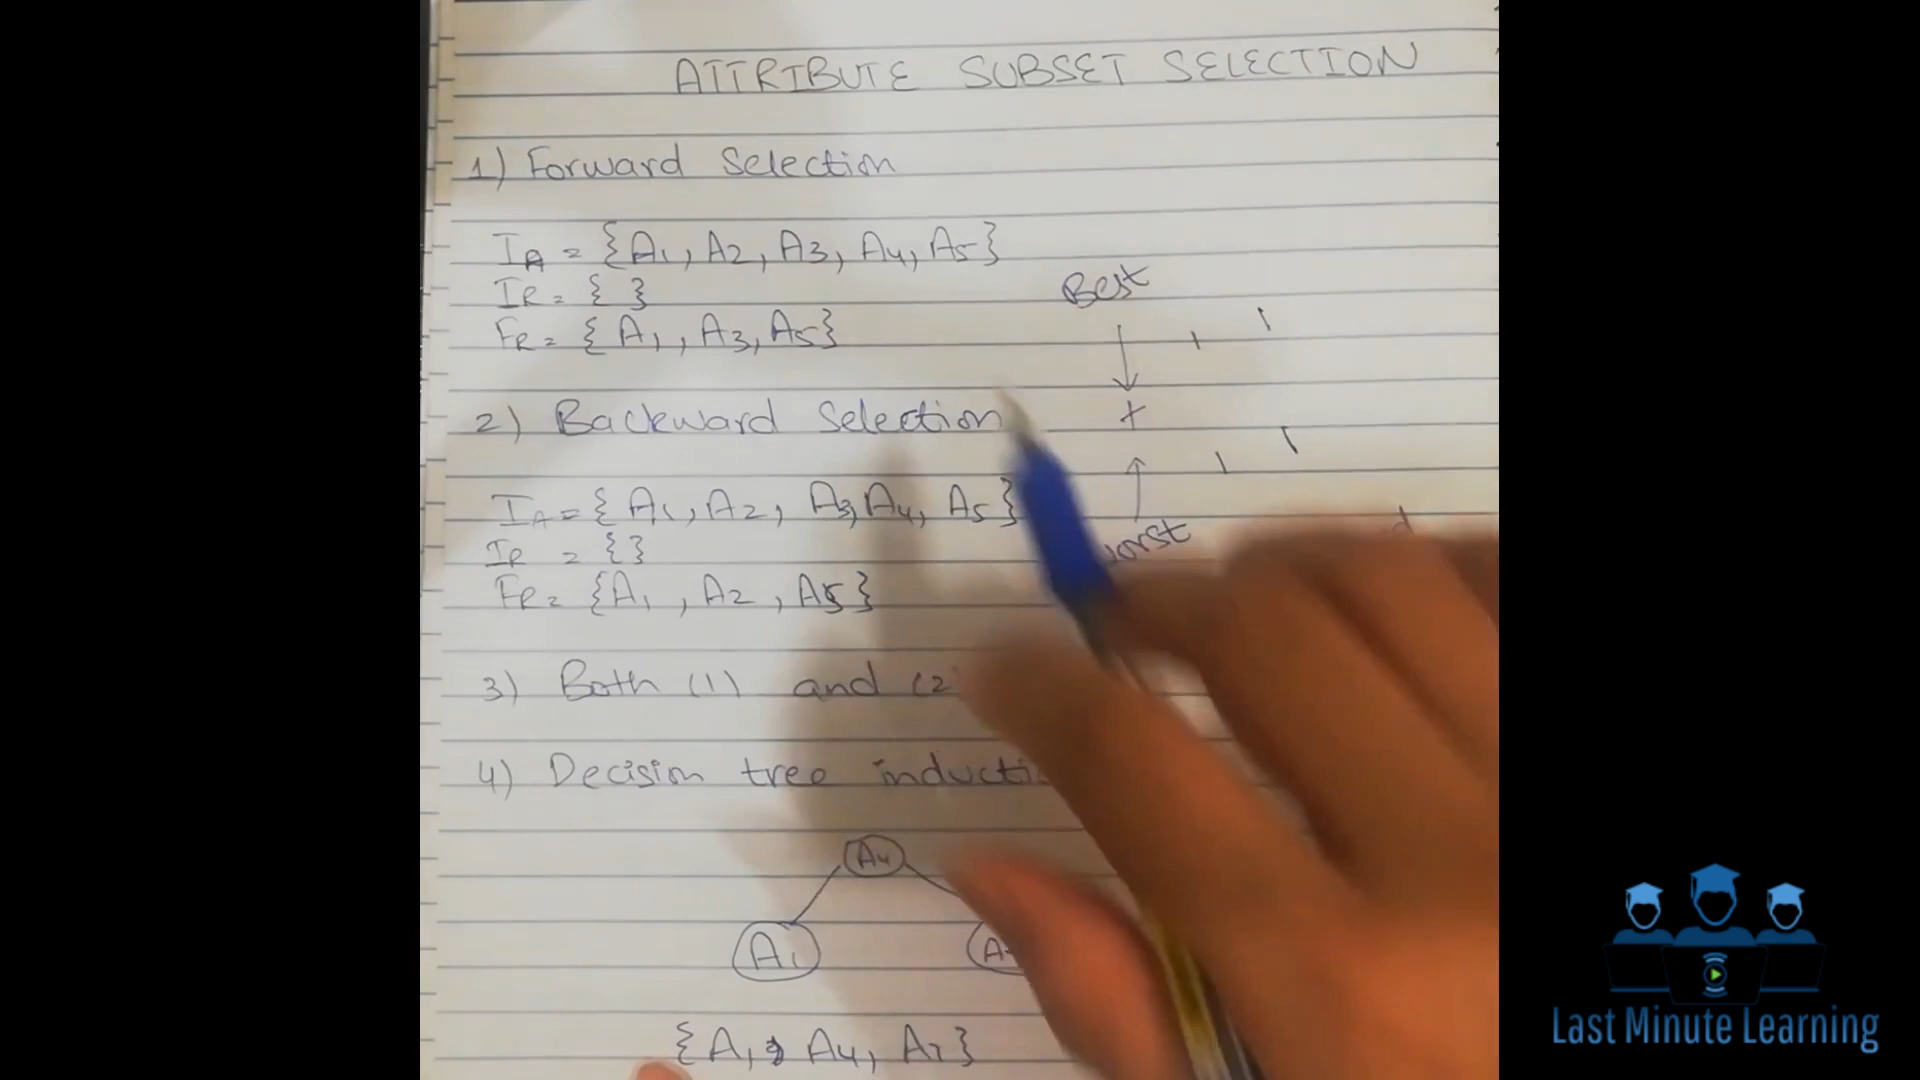 ATTRIBUTE SUBSET SELECTION
1) Forward Selection
IA = {A1, A2, A3, A4, A5}
IR = { }
FR = {A1, A3, A5}
Best
2) Backward Selection
IA = {A1, A2, A3, A4, A5}
IR = {}
FR = {A1, A2, A5}
3) Both (1) and (2
4) Decision tree
A4
A1
{A1, A4, A7}
Last Minute Learning